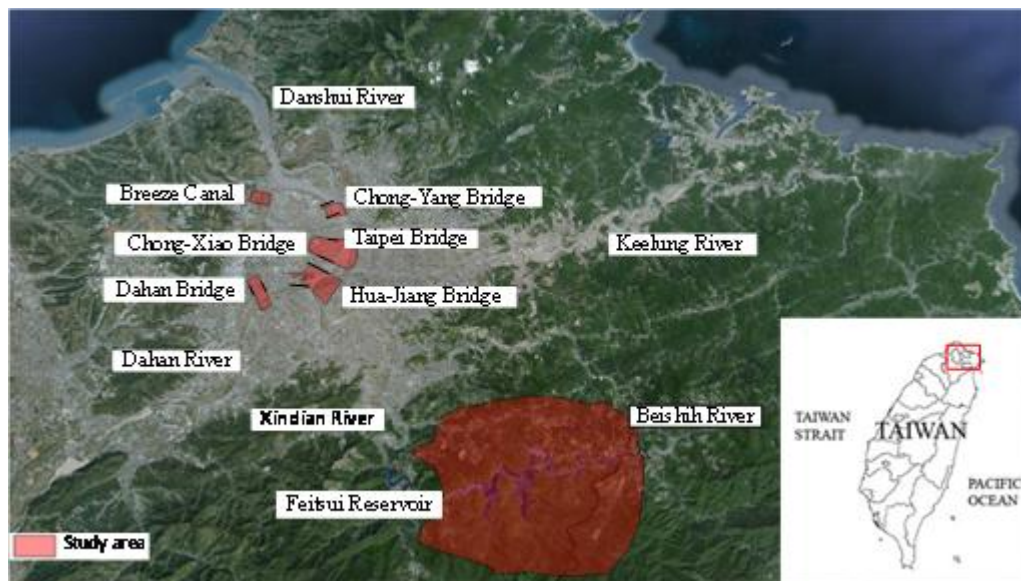 Danshui River
Breeze Canal
Chong-Yang Bridge
Chong-Xiao Bridge
Taipei Bridge
Keelung River
Dahan Bridge
Hua-Jiang Bridge
Dahan River
Xindian River
Beishih River
Feitsui Reservoir
Study area
TAIWAN
STRAIT
TAIWAN
PACIFIC
OCEAN